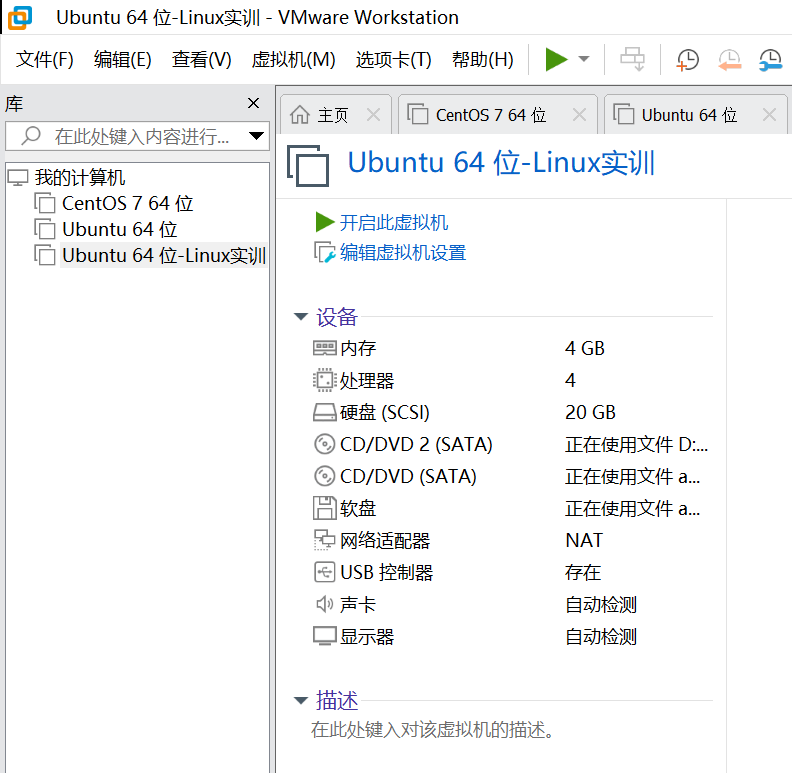 Ubuntu 64 位-Linux实训 - VMware Workstation
文件(F) 编辑(E) 查看(V) 虚拟机(M) 选项卡(T) 帮助(H)
库
在此处键入内容进行...
我的计算机
CentOS 7 64 位
Ubuntu 64 位
Ubuntu 64 位-Linux实训
主页 CentOS 7 64 位 Ubuntu 64 位
Ubuntu 64 位-Linux实训
开启此虚拟机
编辑虚拟机设置
设备
内存 4 GB
处理器 4
硬盘 (SCSI) 20 GB
CD/DVD 2 (SATA) 正在使用文件 D:...
CD/DVD (SATA) 正在使用文件 a...
软盘 正在使用文件 a...
网络适配器 NAT
USB 控制器 存在
声卡 自动检测
显示器 自动检测
描述
在此处键入对该虚拟机的描述。